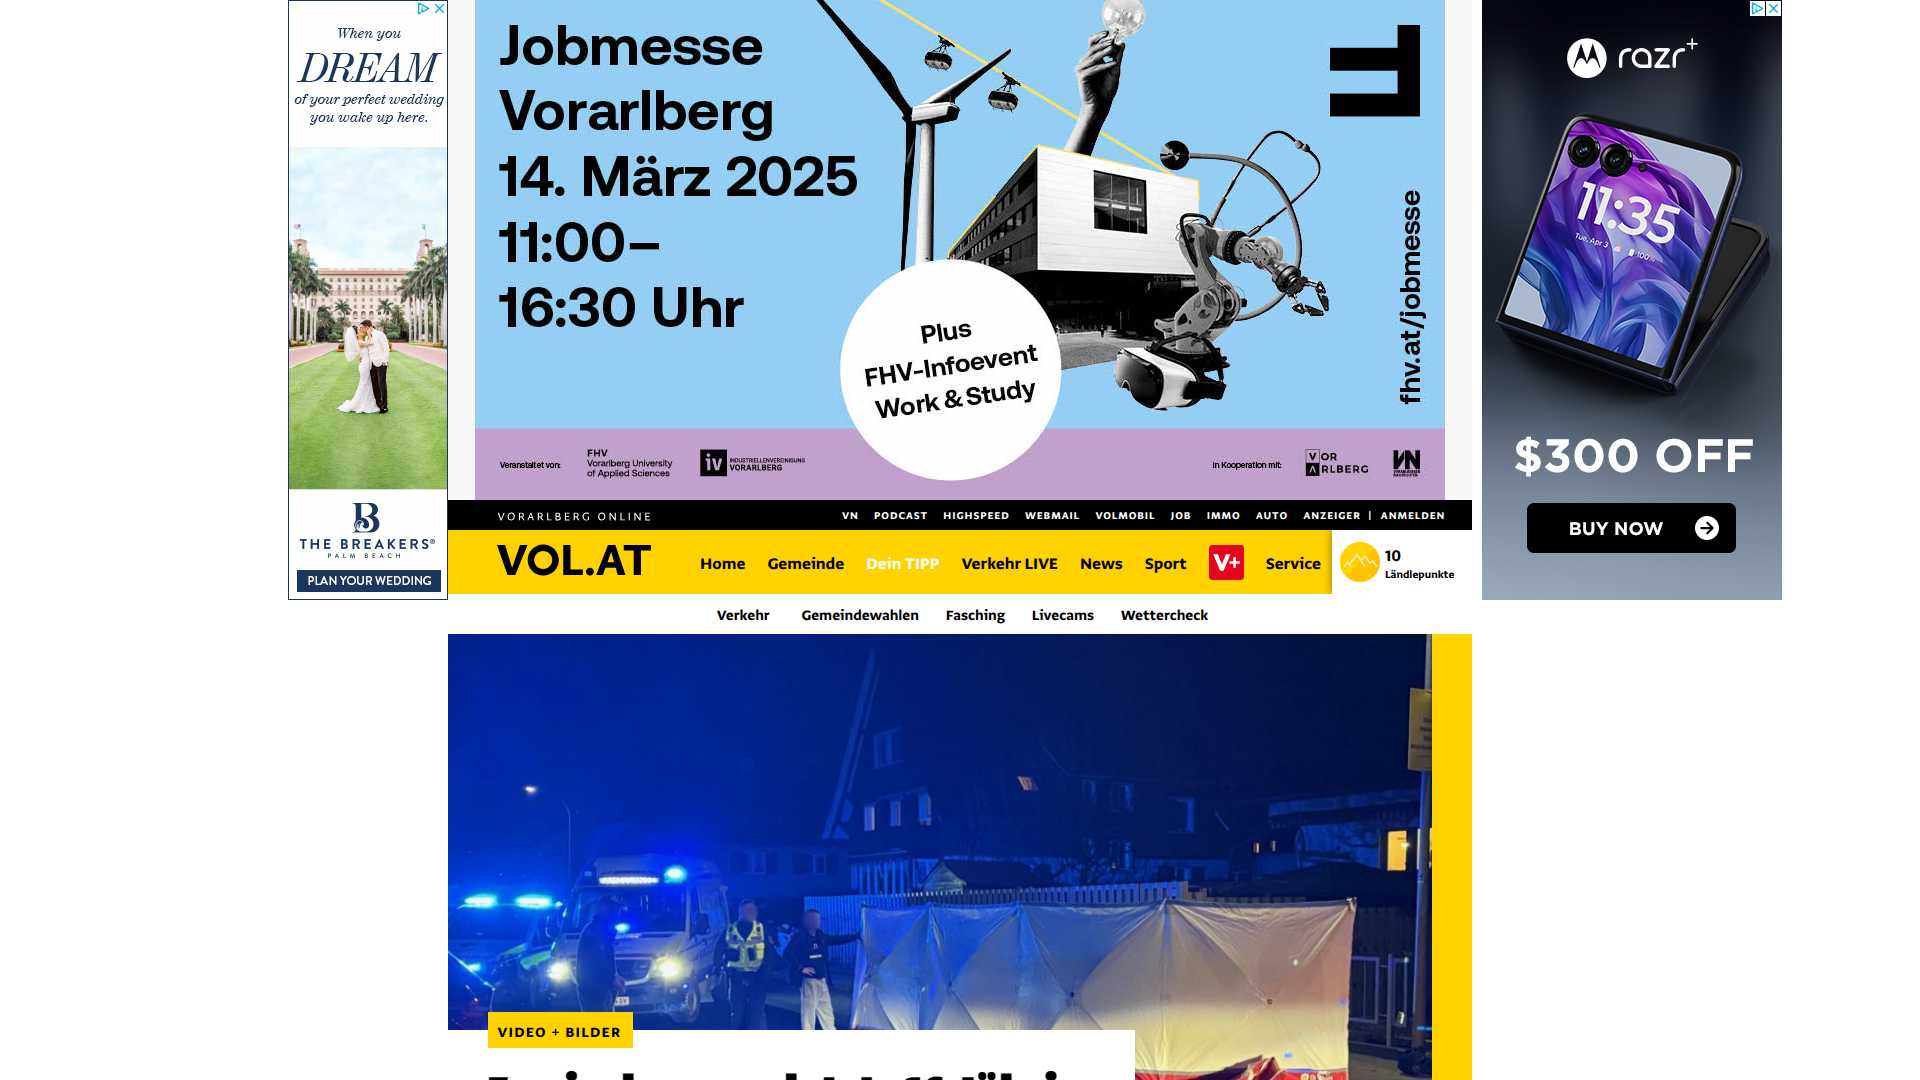 When you
DREAM
of your perfect wedding
you wake up here.
THE BREAKERS®
PALM BEACH
PLAN YOUR WEDDING
Jobmesse
Vorarlberg
14. März 2025
11:00–
16:30 Uhr
Plus
FHV-Infoevent
Work & Study
fhv.at/jobmesse
Veranstaltet von:
FHV
Vorarlberg University
of Applied Sciences
iv
INDUSTRIELLENVEREINIGUNG
VORARLBERG
In Kooperation mit:
VOR
ARLBERG
VN
razr+
11:35
Tue, Apr 3
100%
$300 OFF
BUY NOW
VORARLBERG ONLINE
VN PODCAST HIGHSPEED WEBMAIL VOLMOBIL JOB IMMO AUTO ANZEIGER | ANMELDEN
VOL.AT
Home Gemeinde Dein TIPP Verkehr LIVE News Sport V+ Service
10
Ländlepunkte
Verkehr Gemeindewahlen Fasching Livecams Wettercheck
VIDEO + BILDER